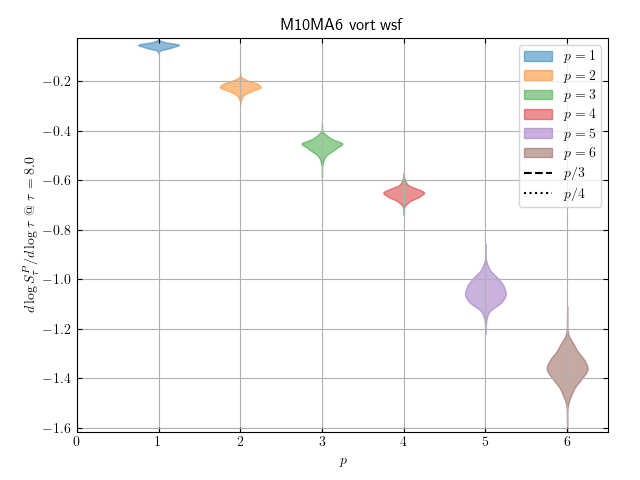 M10MA6 vort wsf
d log S_τ^P / d log τ @ τ = 8.0
−0.2
−0.4
−0.6
−0.8
−1.0
−1.2
−1.4
−1.6
0 1 2 3 4 5 6
p
p = 1
p = 2
p = 3
p = 4
p = 5
p = 6
p/3
p/4